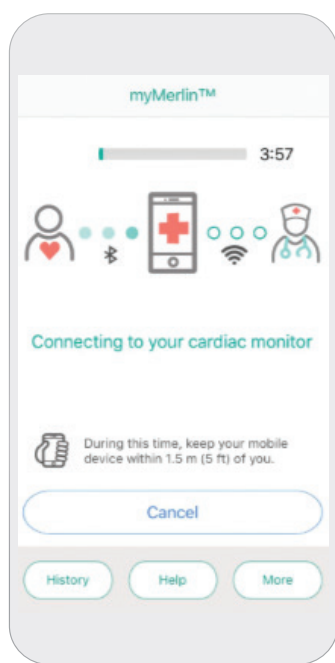 myMerlin™
3:57
Connecting to your cardiac monitor
During this time, keep your mobile
device within 1.5 m (5 ft) of you.
Cancel
History Help More